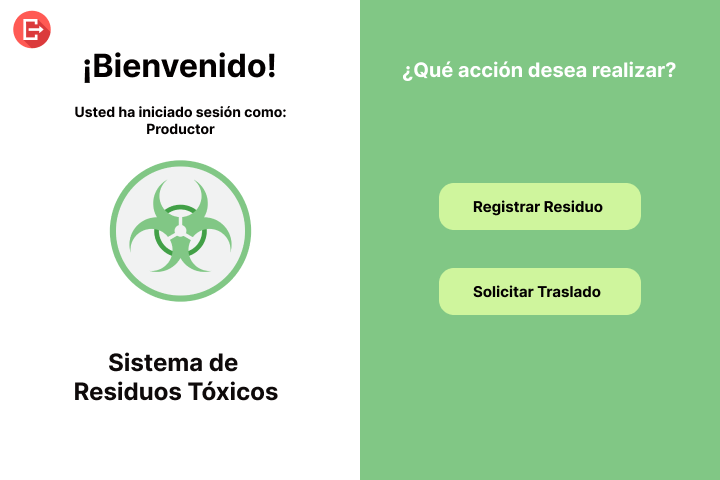 ¡Bienvenido!
Usted ha iniciado sesión como:
Productor
Sistema de
Residuos Tóxicos
¿Qué acción desea realizar?
Registrar Residuo
Solicitar Traslado